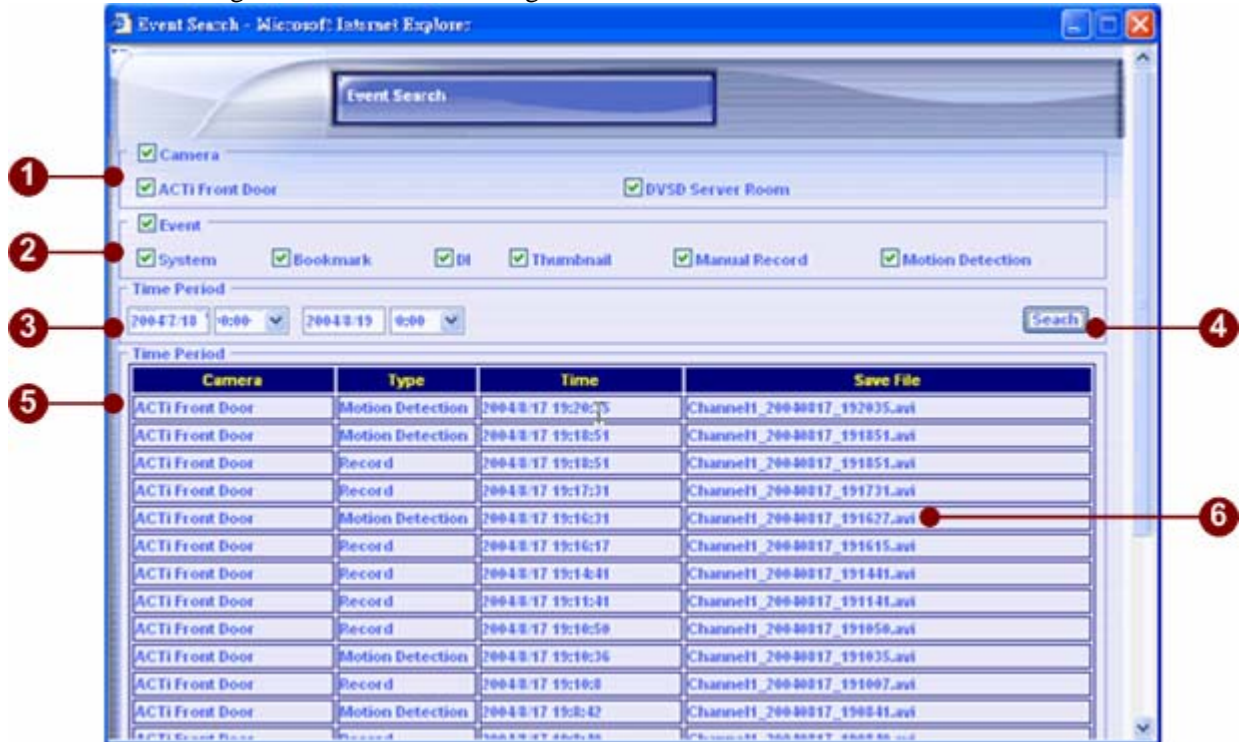 Event Search - Microsoft Internet Explorer
Event Search
Camera
1
ACTi Front Door DVSD Server Room
Event
2
System Bookmark DI Thumbnail Manual Record Motion Detection
Time Period
3
2004/7/18 0:00 2004/8/19 0:00 Seach
4
Time Period
Camera Type Time Save File
5
ACTi Front Door Motion Detection 2004/8/17 19:20:35 Channel1_20040817_192035.avi
ACTi Front Door Motion Detection 2004/8/17 19:18:51 Channel1_20040817_191851.avi
ACTi Front Door Record 2004/8/17 19:18:51 Channel1_20040817_191851.avi
ACTi Front Door Record 2004/8/17 19:17:31 Channel1_20040817_191731.avi
ACTi Front Door Motion Detection 2004/8/17 19:16:31 Channel1_20040817_191627.avi
6
ACTi Front Door Record 2004/8/17 19:16:17 Channel1_20040817_191615.avi
ACTi Front Door Record 2004/8/17 19:14:41 Channel1_20040817_191441.avi
ACTi Front Door Record 2004/8/17 19:11:41 Channel1_20040817_191141.avi
ACTi Front Door Record 2004/8/17 19:10:50 Channel1_20040817_191050.avi
ACTi Front Door Motion Detection 2004/8/17 19:10:36 Channel1_20040817_191035.avi
ACTi Front Door Record 2004/8/17 19:10:8 Channel1_20040817_191007.avi
ACTi Front Door Motion Detection 2004/8/17 19:8:42 Channel1_20040817_190841.avi